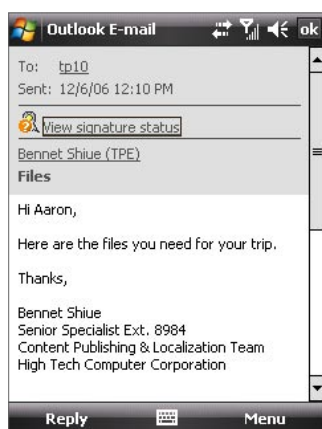 Outlook E-mail ok
To: tp10
Sent: 12/6/06 12:10 PM
View signature status
Bennet Shiue (TPE)
Files
Hi Aaron,
Here are the files you need for your trip.
Thanks,
Bennet Shiue
Senior Specialist Ext. 8984
Content Publishing & Localization Team
High Tech Computer Corporation
Reply Menu